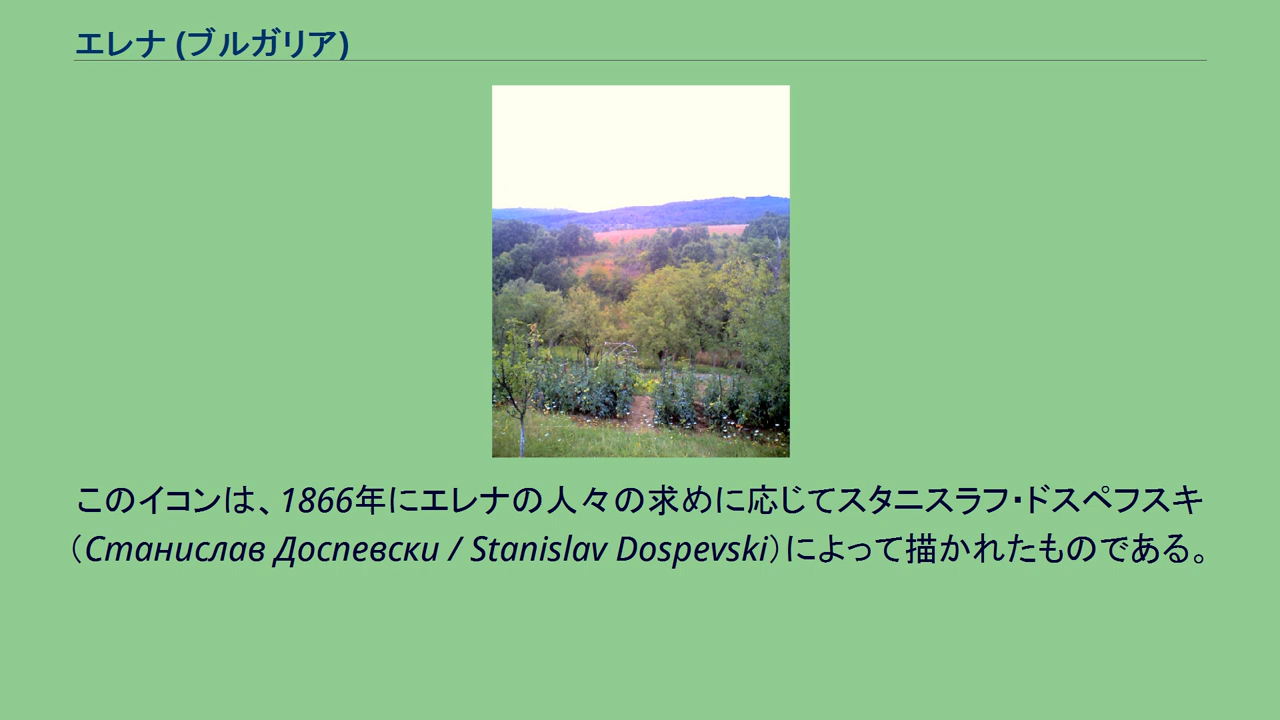 エレナ (ブルガリア)
このイコンは、1866年にエレナの人々の求めに応じてスタニスラフ・ドスペフスキ
（Станислав Доспевски / Stanislav Dospevski）によって描かれたものである。